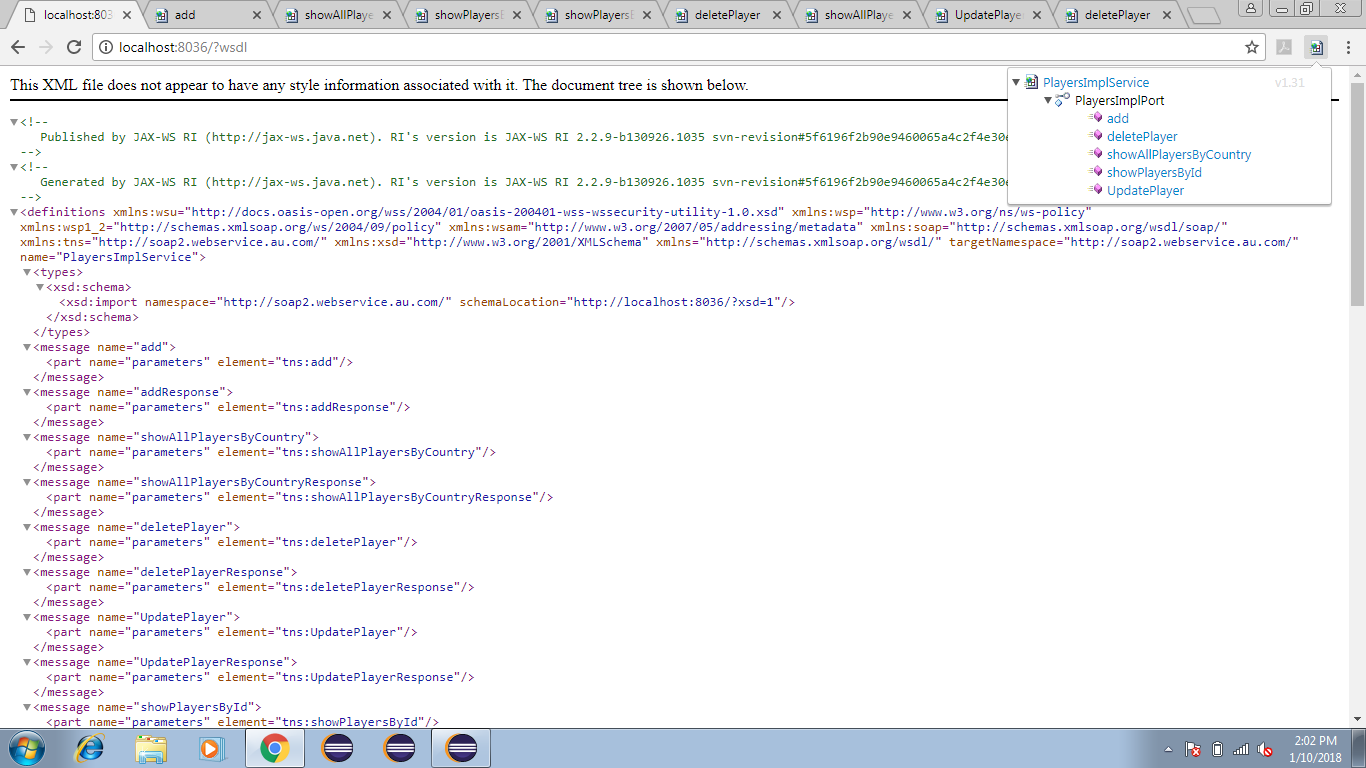 localhost:803
add
showAllPlaye
showPlayersE
showPlayersE
deletePlayer
showAllPlaye
UpdatePlayer
deletePlayer
localhost:8036/?wsdl
This XML file does not appear to have any style information associated with it. The document tree is shown below.
PlayersImplService
v1.31
PlayersImplPort
add
deletePlayer
showAllPlayersByCountry
showPlayersById
UpdatePlayer
<!--
Published by JAX-WS RI (http://jax-ws.java.net). RI's version is JAX-WS RI 2.2.9-b130926.1035 svn-revision#5f6196f2b90e9460065a4c2f4e30e
-->
<!--
Generated by JAX-WS RI (http://jax-ws.java.net). RI's version is JAX-WS RI 2.2.9-b130926.1035 svn-revision#5f6196f2b90e9460065a4c2f4e30e
-->
<definitions xmlns:wsu="http://docs.oasis-open.org/wss/2004/01/oasis-200401-wss-wssecurity-utility-1.0.xsd" xmlns:wsp="http://www.w3.org/ns/ws-policy"
xmlns:wsp1_2="http://schemas.xmlsoap.org/ws/2004/09/policy" xmlns:wsam="http://www.w3.org/2007/05/addressing/metadata" xmlns:soap="http://schemas.xmlsoap.org/wsdl/soap/"
xmlns:tns="http://soap2.webservice.au.com/" xmlns:xsd="http://www.w3.org/2001/XMLSchema" xmlns="http://schemas.xmlsoap.org/wsdl/" targetNamespace="http://soap2.webservice.au.com/"
name="PlayersImplService">
<types>
<xsd:schema>
<xsd:import namespace="http://soap2.webservice.au.com/" schemaLocation="http://localhost:8036/?xsd=1"/>
</xsd:schema>
</types>
<message name="add">
<part name="parameters" element="tns:add"/>
</message>
<message name="addResponse">
<part name="parameters" element="tns:addResponse"/>
</message>
<message name="showAllPlayersByCountry">
<part name="parameters" element="tns:showAllPlayersByCountry"/>
</message>
<message name="showAllPlayersByCountryResponse">
<part name="parameters" element="tns:showAllPlayersByCountryResponse"/>
</message>
<message name="deletePlayer">
<part name="parameters" element="tns:deletePlayer"/>
</message>
<message name="deletePlayerResponse">
<part name="parameters" element="tns:deletePlayerResponse"/>
</message>
<message name="UpdatePlayer">
<part name="parameters" element="tns:UpdatePlayer"/>
</message>
<message name="UpdatePlayerResponse">
<part name="parameters" element="tns:UpdatePlayerResponse"/>
</message>
<message name="showPlayersById">
<part name="parameters" element="tns:showPlayersById"/>
2:02 PM
1/10/2018